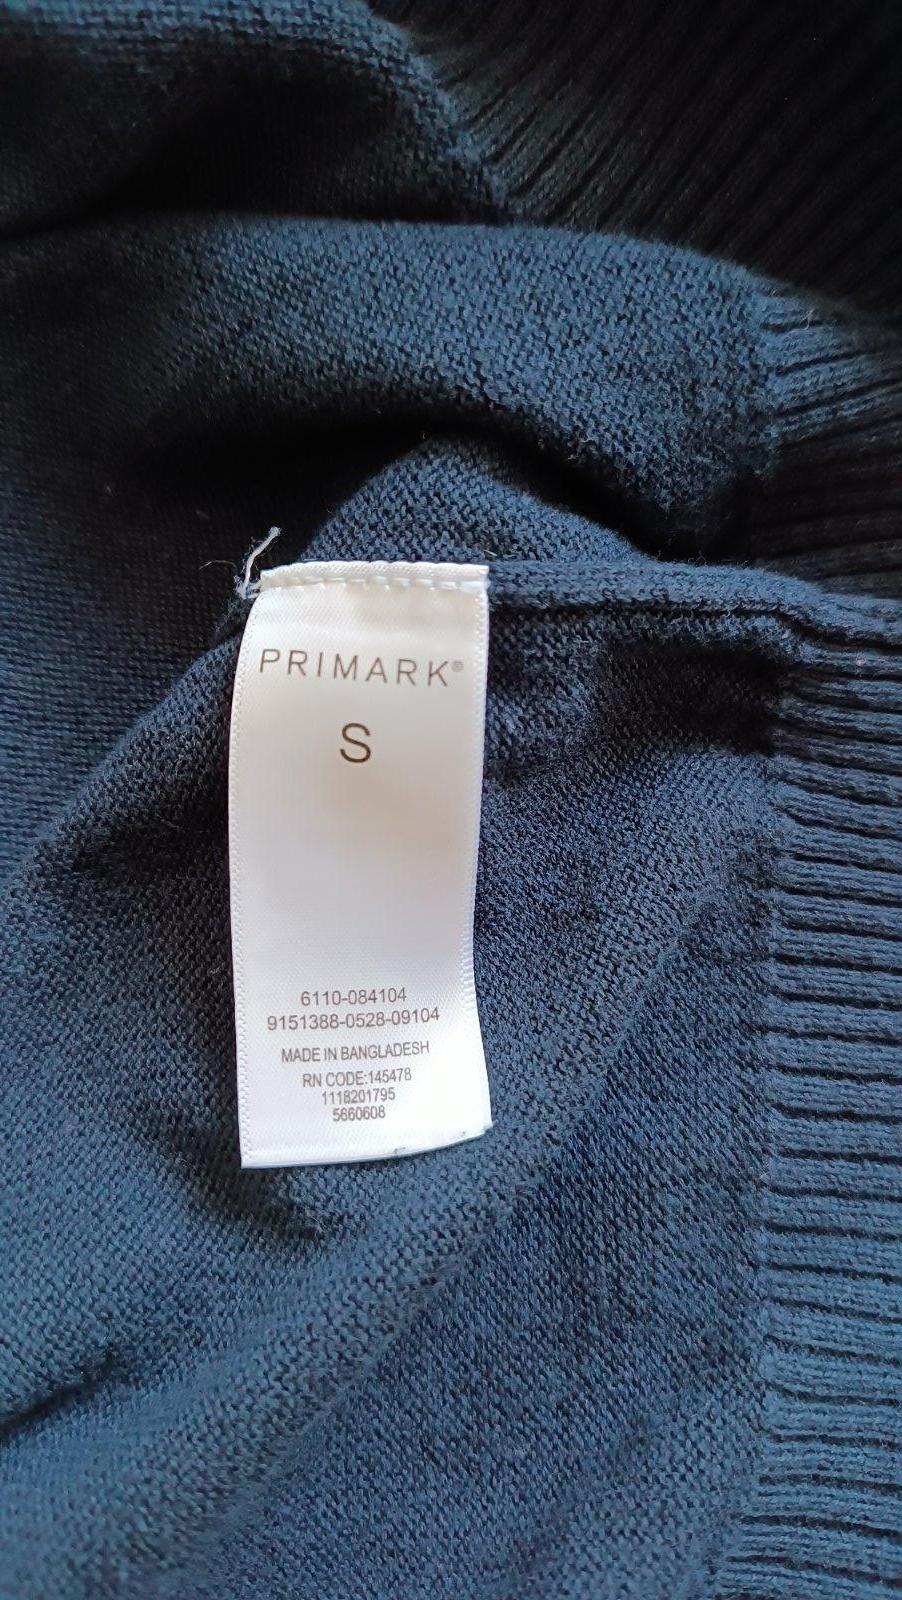 PRIMARK®
S
6110-084104
9151388-0528-09104
MADE IN BANGLADESH
RN CODE:145478
1118201795
5660608